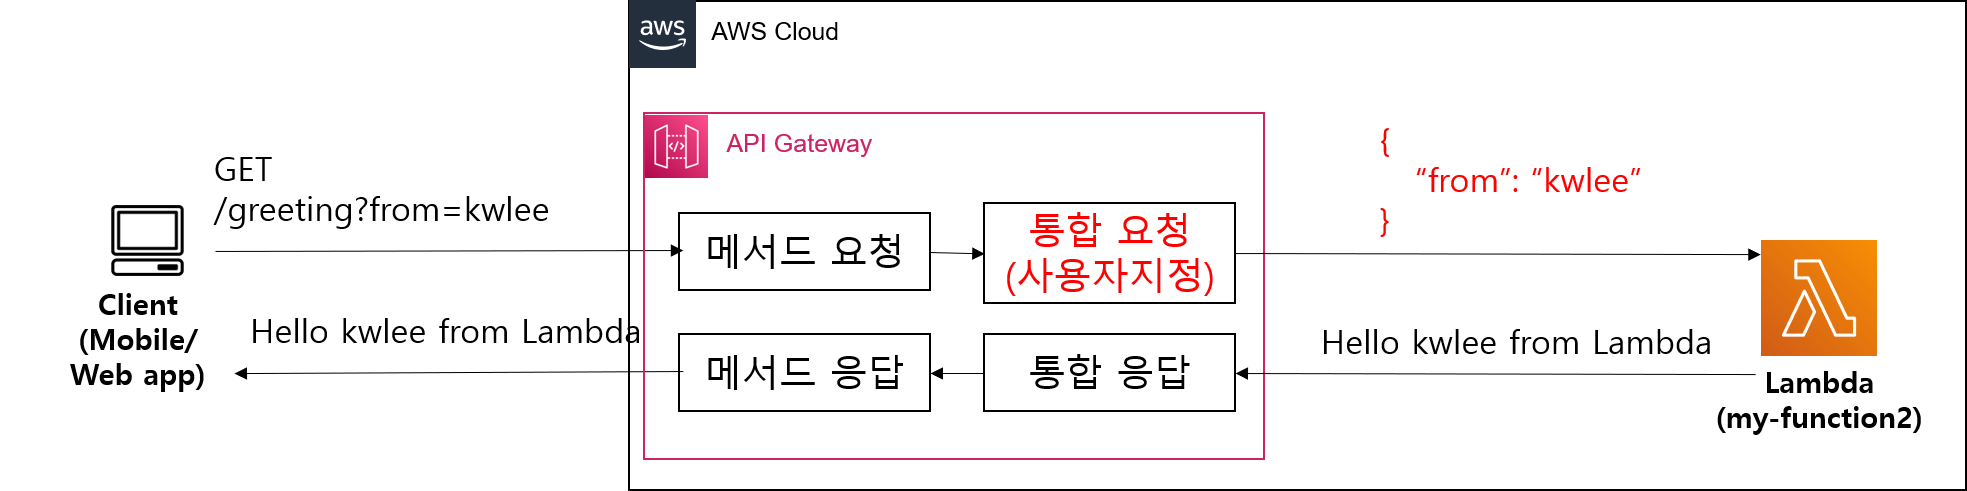 aws
AWS Cloud
API Gateway
GET
/greeting?from=kwlee
{
“from”: “kwlee”
}
메서드 요청
통합 요청
(사용자지정)
Client
(Mobile/
Web app)
Hello kwlee from Lambda
메서드 응답
통합 응답
Hello kwlee from Lambda
Lambda
(my-function2)